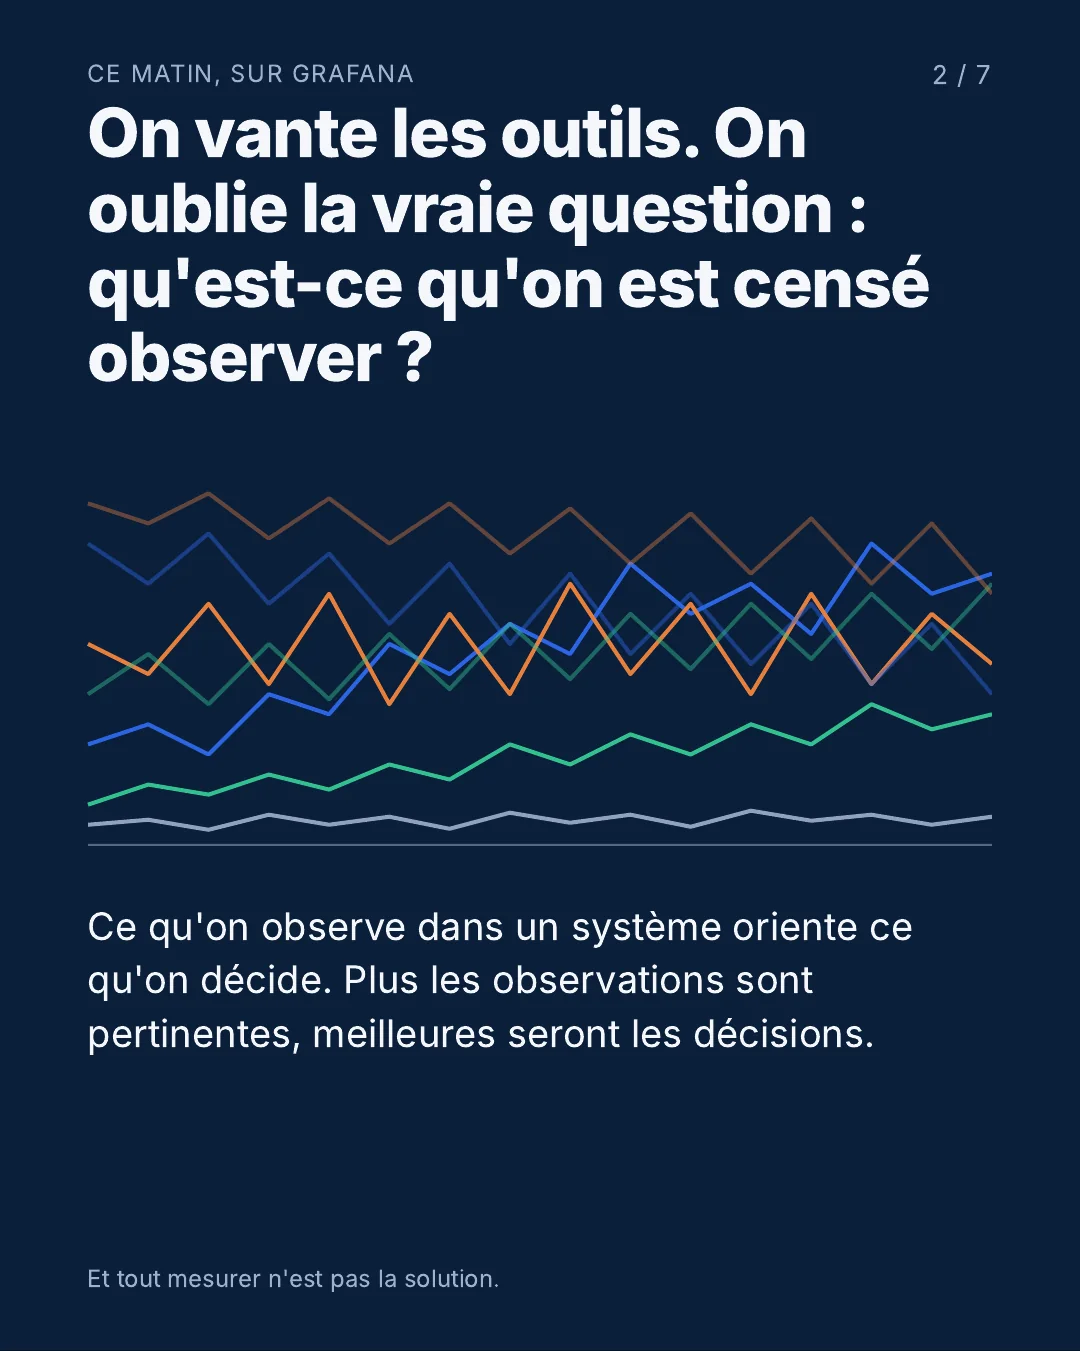 CE MATIN, SUR GRAFANA
2 / 7
On vante les outils. On
oublie la vraie question :
qu'est-ce qu'on est censé
observer ?
Ce qu'on observe dans un système oriente ce
qu'on décide. Plus les observations sont
pertinentes, meilleures seront les décisions.
Et tout mesurer n'est pas la solution.